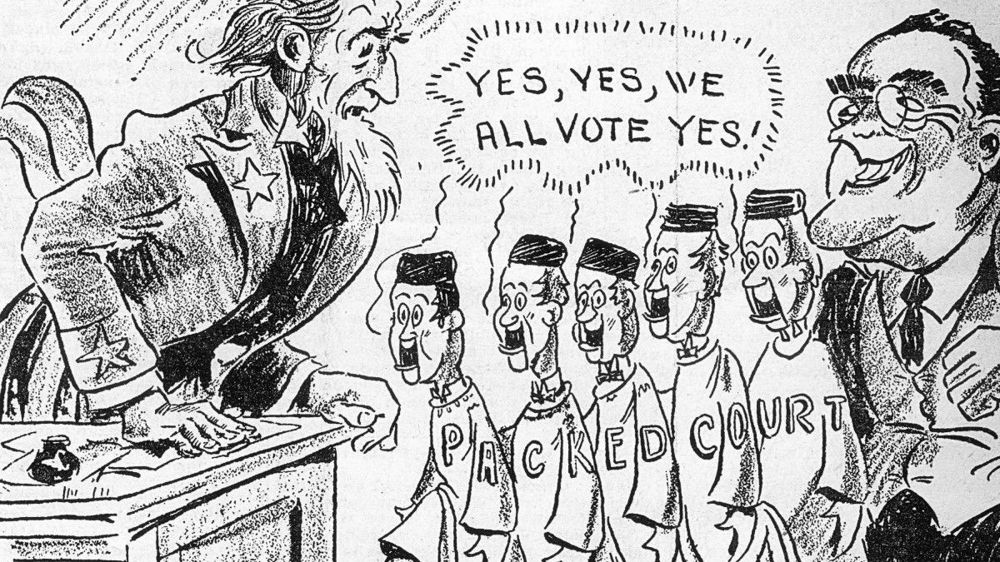 YES, YES, WE
ALL VOTE YES!
PACKED COURT